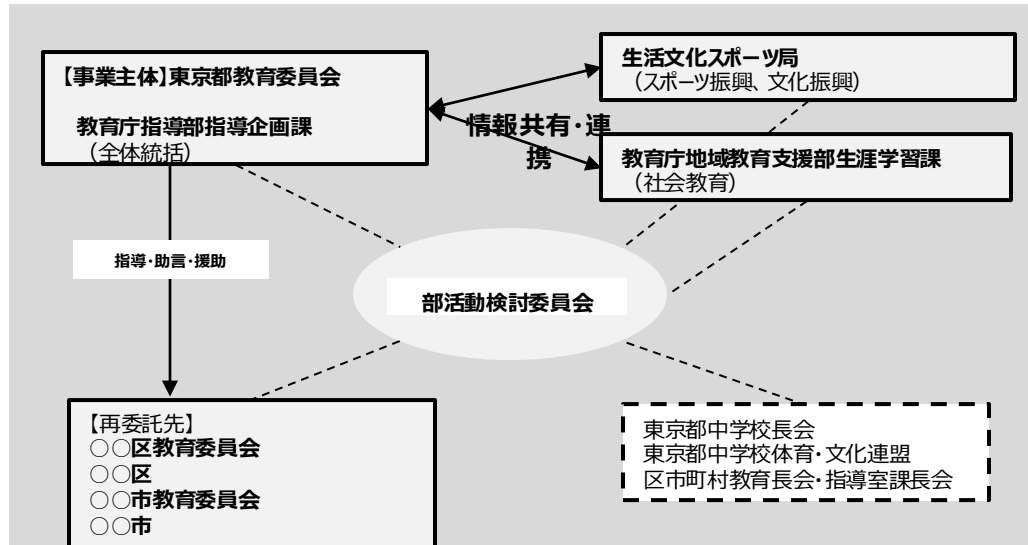 【事業主体】東京都教育委員会
教育庁指導部指導企画課
（全体統括）
生活文化スポーツ局
（スポーツ振興、文化振興）
情報共有・連
携
教育庁地域教育支援部生涯学習課
（社会教育）
指導・助言・援助
部活動検討委員会
【再委託先】
○○区教育委員会
○○区
○○市教育委員会
○○市
東京都中学校長会
東京都中学校体育・文化連盟
区市町村教育長会・指導室課長会